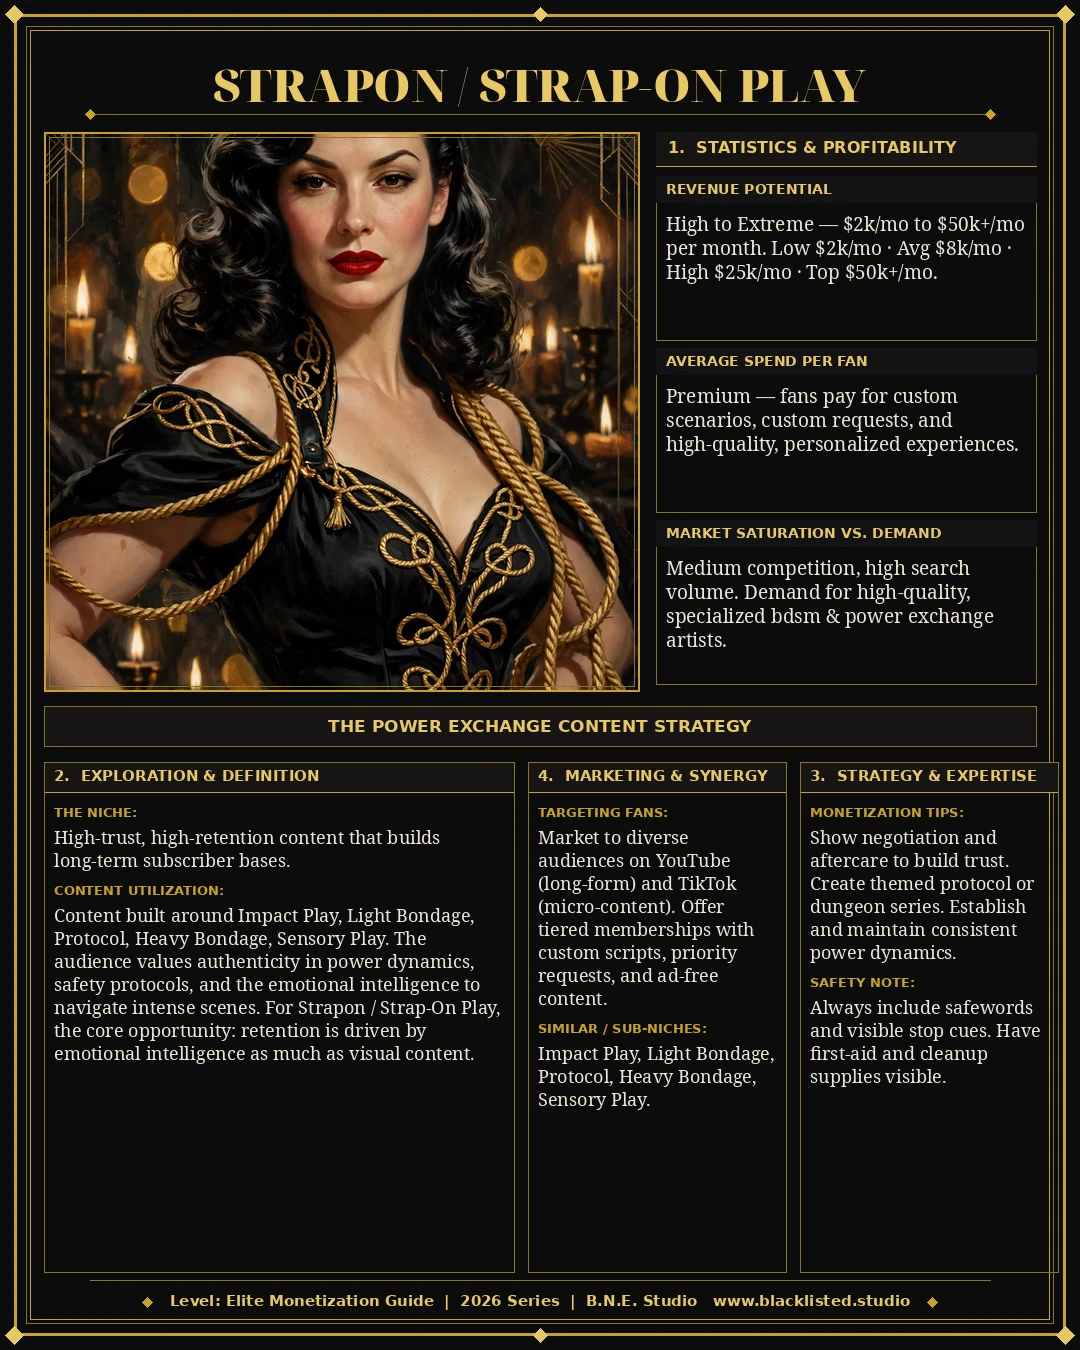 STRAPON / STRAP-ON PLAY
1. STATISTICS & PROFITABILITY
REVENUE POTENTIAL
High to Extreme — $2k/mo to $50k+/mo
per month. Low $2k/mo · Avg $8k/mo ·
High $25k/mo · Top $50k+/mo.
AVERAGE SPEND PER FAN
Premium — fans pay for custom
scenarios, custom requests, and
high-quality, personalized experiences.
MARKET SATURATION VS. DEMAND
Medium competition, high search
volume. Demand for high-quality,
specialized bdsm & power exchange
artists.
THE POWER EXCHANGE CONTENT STRATEGY
2. EXPLORATION & DEFINITION
THE NICHE:
High-trust, high-retention content that builds
long-term subscriber bases.
CONTENT UTILIZATION:
Content built around Impact Play, Light Bondage,
Protocol, Heavy Bondage, Sensory Play. The
audience values authenticity in power dynamics,
safety protocols, and the emotional intelligence to
navigate intense scenes. For Strapon / Strap-On Play,
the core opportunity: retention is driven by
emotional intelligence as much as visual content.
4. MARKETING & SYNERGY
TARGETING FANS:
Market to diverse
audiences on YouTube
(long-form) and TikTok
(micro-content). Offer
tiered memberships with
custom scripts, priority
requests, and ad-free
content.
SIMILAR / SUB-NICHES:
Impact Play, Light Bondage,
Protocol, Heavy Bondage,
Sensory Play.
3. STRATEGY & EXPERTISE
MONETIZATION TIPS:
Show negotiation and
aftercare to build trust.
Create themed protocol or
dungeon series. Establish
and maintain consistent
power dynamics.
SAFETY NOTE:
Always include safewords
and visible stop cues. Have
first-aid and cleanup
supplies visible.
Level: Elite Monetization Guide | 2026 Series | B.N.E. Studio www.blacklisted.studio